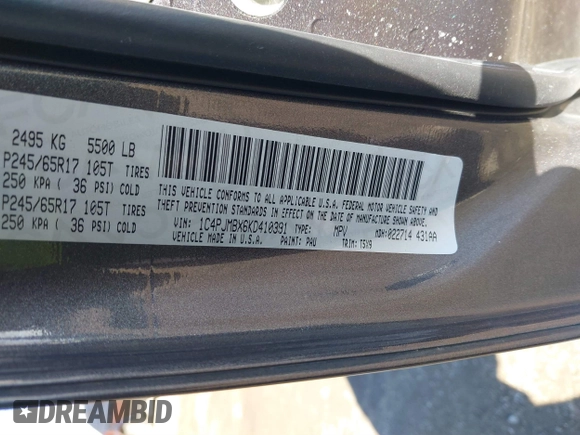 2495 KG 5500 LB
P245/65R17 105T TIRES
250 KPA ( 36 PSI) COLD
P245/65R17 105T TIRES
250 KPA ( 36 PSI) COLD
THIS VEHICLE CONFORMS TO ALL APPLICABLE U.S.A. FEDERAL MOTOR VEHICLE SAFETY AND
THEFT PREVENTION STANDARDS IN EFFECT ON THE DATE OF MANUFACTURE SHOWN ABOVE.
VIN: 1C4PJMBX6KD410391 TYPE: MPV MDH:022714 431AA
VEHICLE MADE IN U.S.A. PAINT: PAU TRIM: TSX9
DREAMBID